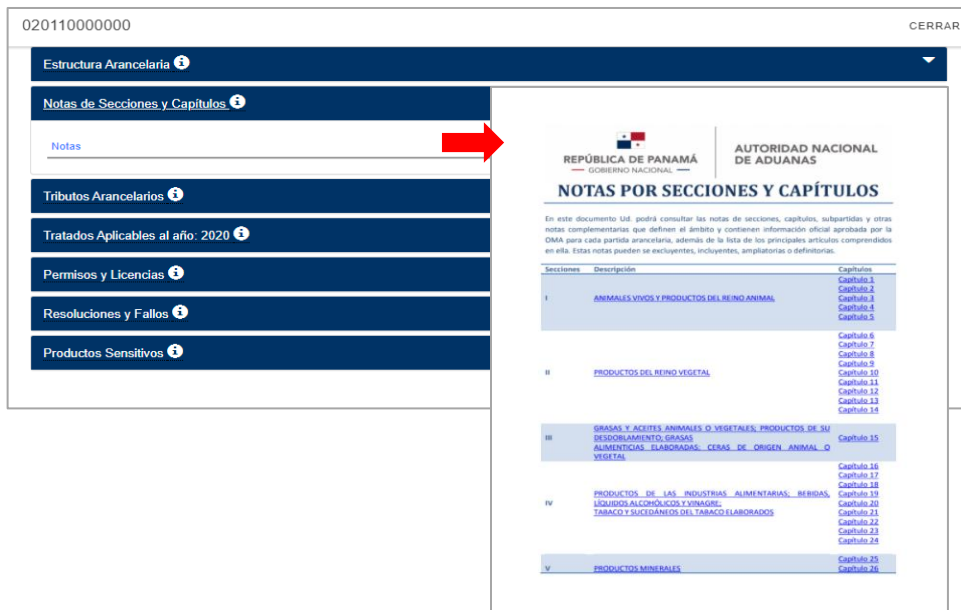 020110000000
CERRAR
Estructura Arancelaria
Notas de Secciones y Capítulos
Notas
Tributos Arancelarios
Tratados Aplicables al año: 2020
Permisos y Licencias
Resoluciones y Fallos
Productos Sensitivos
REPÚBLICA DE PANAMÁ
GOBIERNO NACIONAL
AUTORIDAD NACIONAL
DE ADUANAS
NOTAS POR SECCIONES Y CAPÍTULOS
En este documento Ud. podrá consultar las notas de secciones, capítulos, subpartidas y otras
notas complementarias que definen el ámbito y contienen información oficial aprobada por la
OMA para cada partida arancelaria, además de la lista de los principales artículos comprendidos
en ella. Estas notas pueden se excluyentes, incluyentes, ampliatorias o definitorias.
Secciones Descripción Capítulos
Capítulo 1
Capítulo 2
I ANIMALES VIVOS Y PRODUCTOS DEL REINO ANIMAL Capítulo 3
Capítulo 4
Capítulo 5
Capítulo 6
Capítulo 7
Capítulo 8
Capítulo 9
II PRODUCTOS DEL REINO VEGETAL Capítulo 10
Capítulo 11
Capítulo 12
Capítulo 13
Capítulo 14
GRASAS Y ACEITES ANIMALES O VEGETALES; PRODUCTOS DE SU
III DESDOBLAMIENTO; GRASAS Capítulo 15
ALIMENTICIAS ELABORADAS; CERAS DE ORIGEN ANIMAL O
VEGETAL
Capítulo 16
Capítulo 17
Capítulo 18
PRODUCTOS DE LAS INDUSTRIAS ALIMENTARIAS; BEBIDAS, Capítulo 19
IV LÍQUIDOS ALCOHÓLICOS Y VINAGRE; Capítulo 20
TABACO Y SUCEDÁNEOS DEL TABACO ELABORADOS Capítulo 21
Capítulo 22
Capítulo 23
Capítulo 24
Capítulo 25
V PRODUCTOS MINERALES Capítulo 26